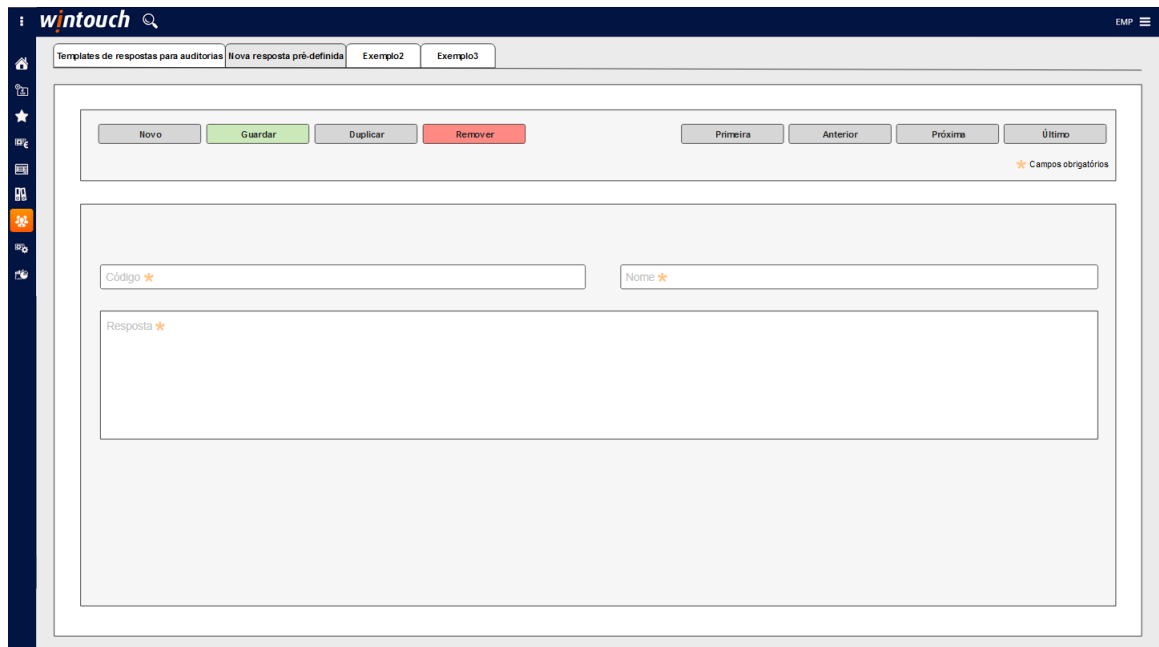 wintouch
EMP
Templates de respostas para auditorias Nova resposta pré-definida Exemplo2 Exemplo3
Novo Guardar Duplicar Remover Primeira Anterior Próxima Último
* Campos obrigatórios
Código * Nome *
Resposta *